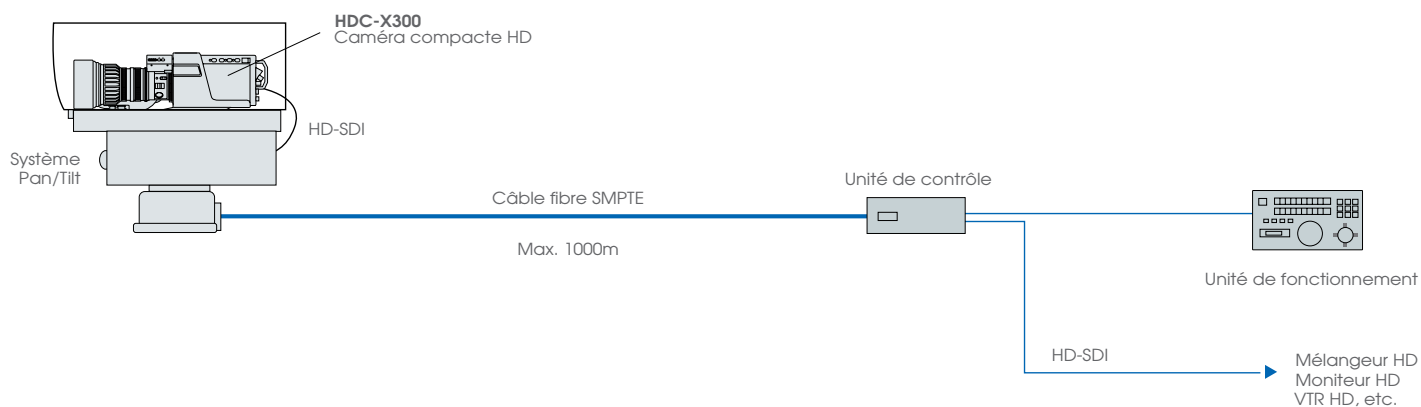 HDC-X300
Caméra compacte HD
HD-SDI
Système
Pan/Tilt
Câble fibre SMPTE
Max. 1000m
Unité de contrôle
Unité de fonctionnement
HD-SDI
Mélangeur HD
Moniteur HD
VTR HD, etc.